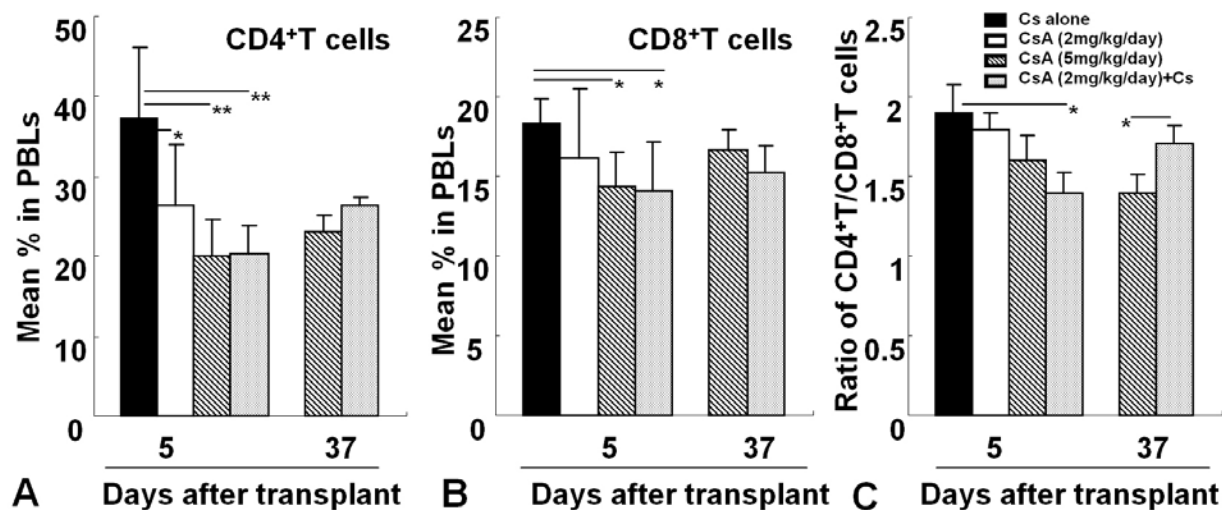 Mean % in PBLs
50
40
30
20
10
0
CD4⁺T cells
*
**
**
5 37
Days after transplant
A
Mean % in PBLs
25
20
15
10
5
0
CD8⁺T cells
*
*
5 37
Days after transplant
B
Ratio of CD4⁺T/CD8⁺T cells
2.5
2
1.5
1
0.5
0
Cs alone
CsA (2mg/kg/day)
CsA (5mg/kg/day)
CsA (2mg/kg/day)+Cs
*
*
5 37
Days after transplant
C